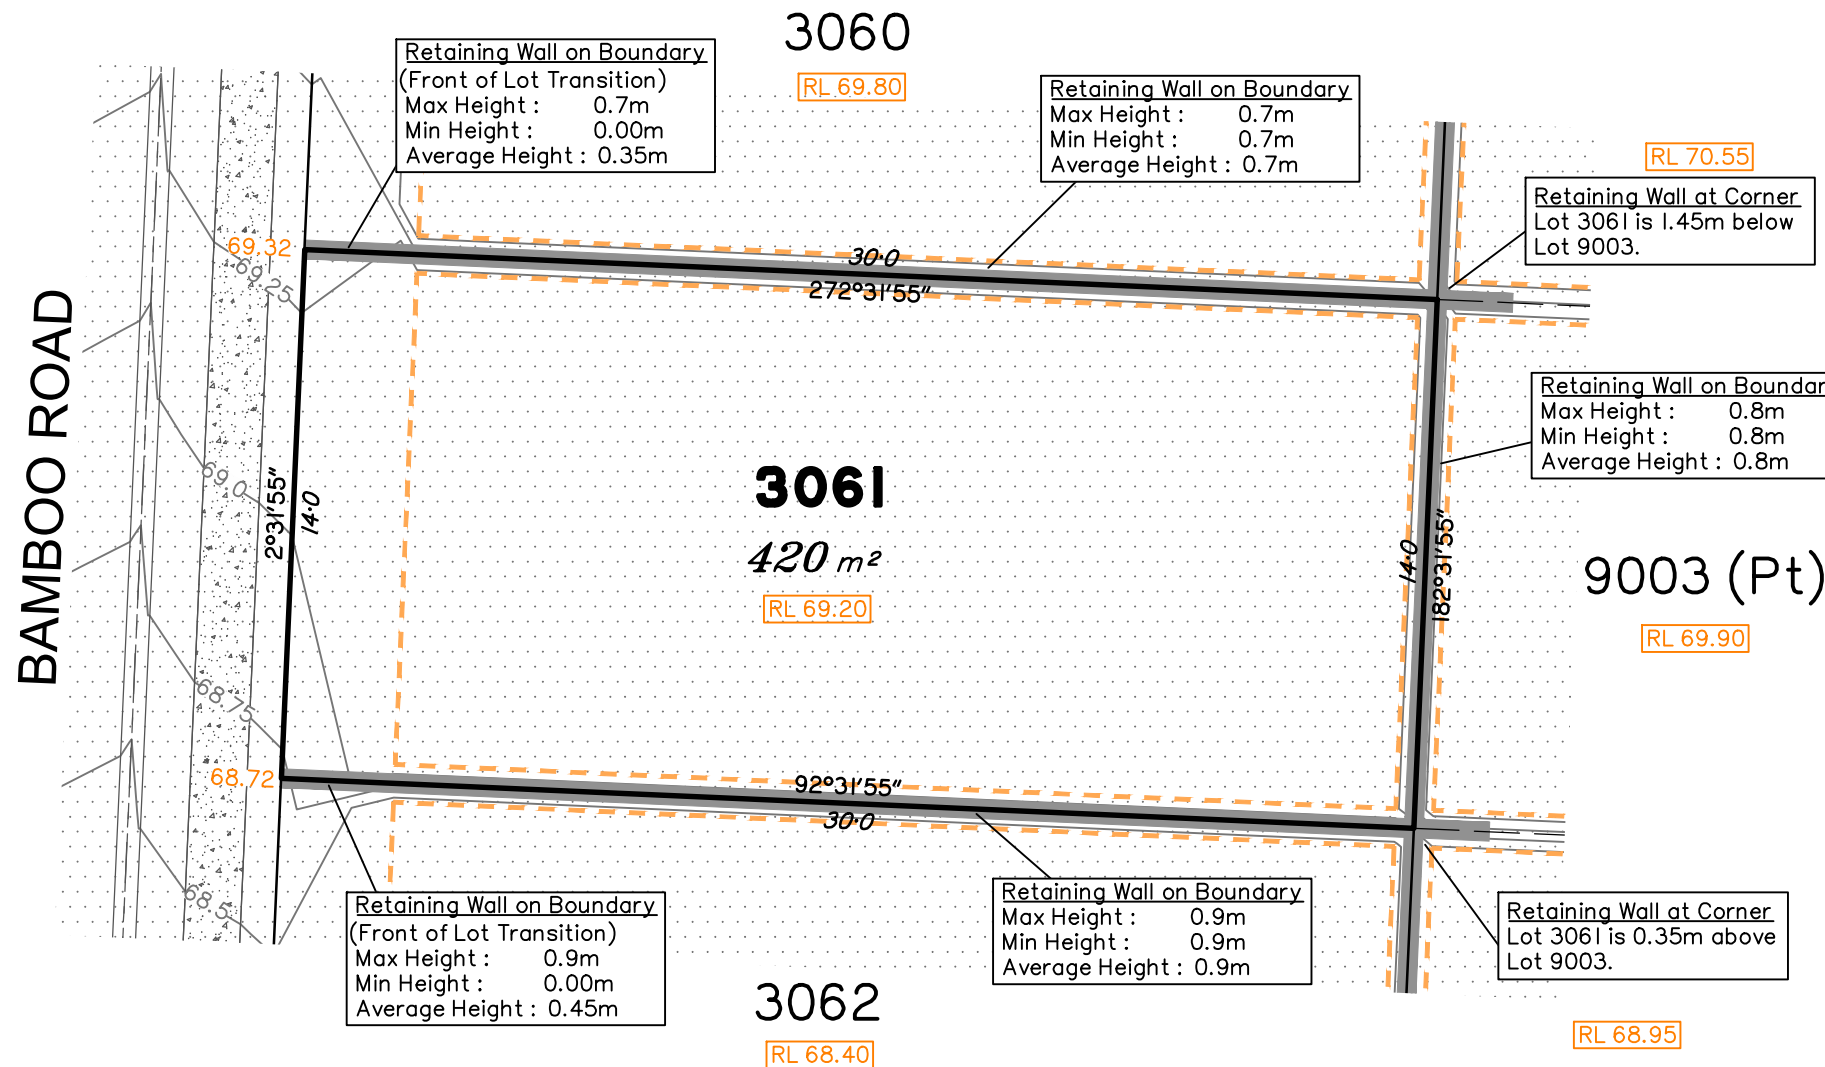 3060
RL 69.80
Retaining Wall on Boundary
(Front of Lot Transition)
Max Height : 0.7m
Min Height : 0.00m
Average Height : 0.35m
Retaining Wall on Boundary
Max Height : 0.7m
Min Height : 0.7m
Average Height : 0.7m
RL 70.55
Retaining Wall at Corner
Lot 3061 is 1.45m below
Lot 9003.
69.32
69.25
30·0
272°31'55"
BAMBOO ROAD
Retaining Wall on Boundar
Max Height : 0.8m
Min Height : 0.8m
Average Height : 0.8m
69.0
2°31'55"
14·0
3061
420 m²
RL 69.20
14·0
182°31'55"
9003 (Pt)
RL 69.90
68.75
68.72
92°31'55"
30·0
68.5
Retaining Wall on Boundary
(Front of Lot Transition)
Max Height : 0.9m
Min Height : 0.00m
Average Height : 0.45m
Retaining Wall on Boundary
Max Height : 0.9m
Min Height : 0.9m
Average Height : 0.9m
Retaining Wall at Corner
Lot 3061 is 0.35m above
Lot 9003.
3062
RL 68.40
RL 68.95